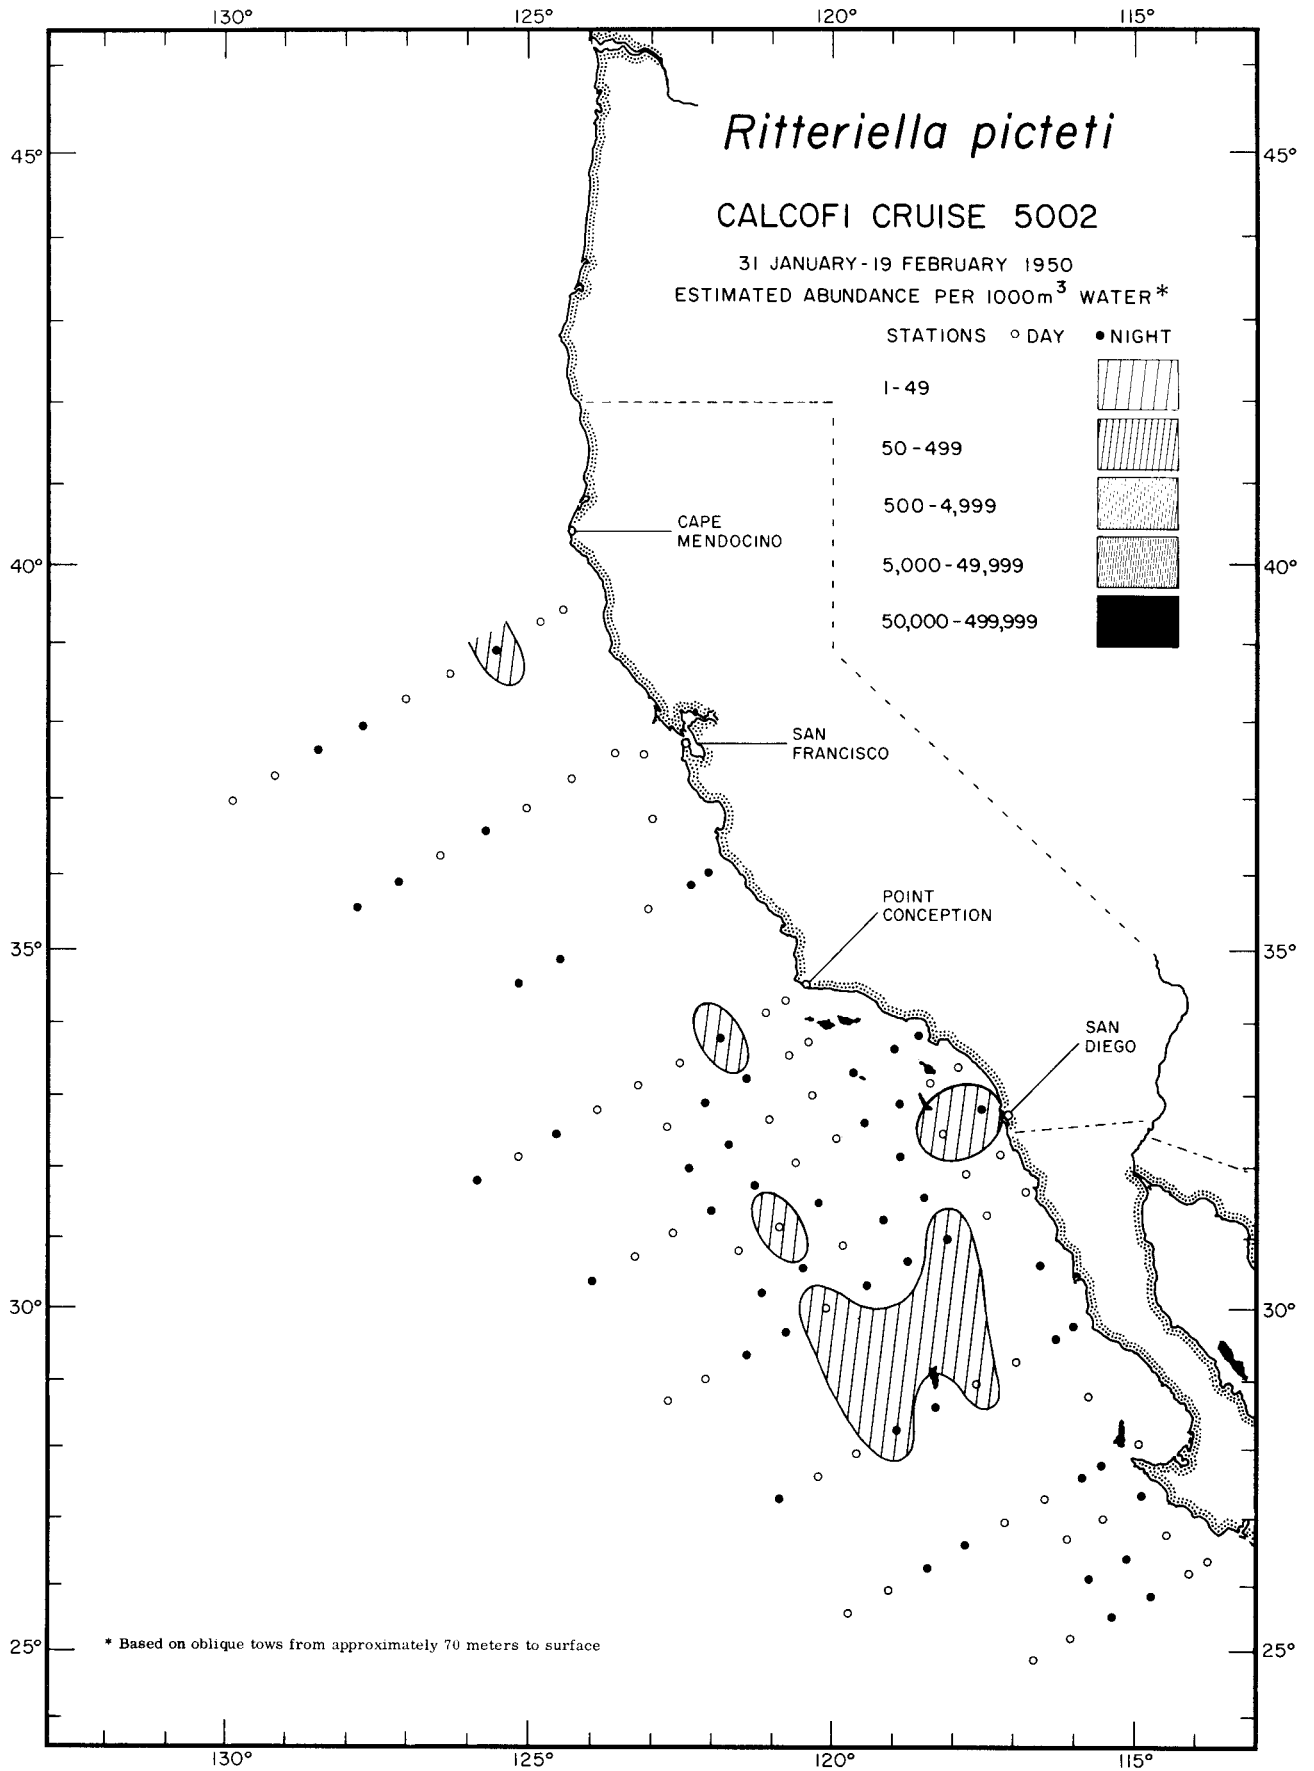 130° 125° 120° 115°
Ritteriella picteti
45° 45°
CALCOFI CRUISE 5002
31 JANUARY-19 FEBRUARY 1950
ESTIMATED ABUNDANCE PER 1000m³ WATER*
STATIONS ○ DAY ● NIGHT
1-49
50-499
500-4,999
CAPE
MENDOCINO
5,000-49,999
40° 40°
50,000-499,999
SAN
FRANCISCO
POINT
CONCEPTION
35° 35°
SAN
DIEGO
30° 30°
* Based on oblique tows from approximately 70 meters to surface
25° 25°
130° 125° 120° 115°